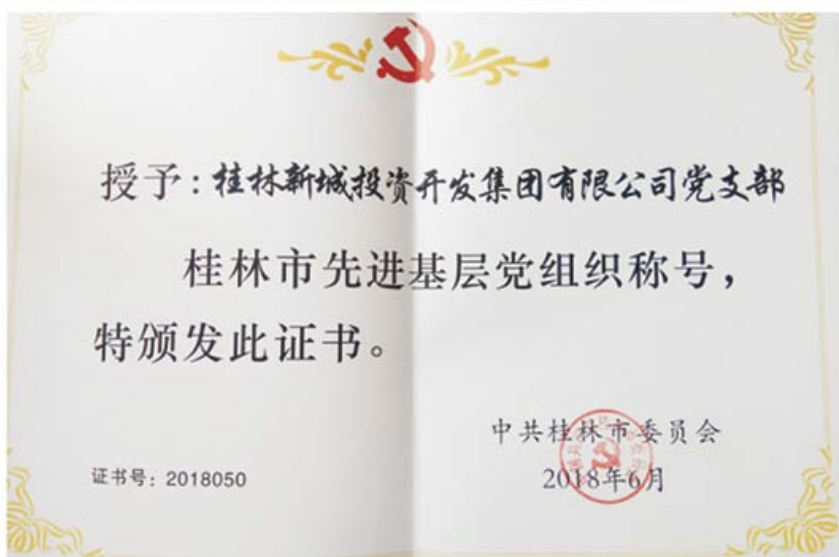 授予：桂林新城投资开发集团有限公司党支部
桂林市先进基层党组织称号，
特颁发此证书。
中共桂林市委员会
2018年6月
证书号：2018050